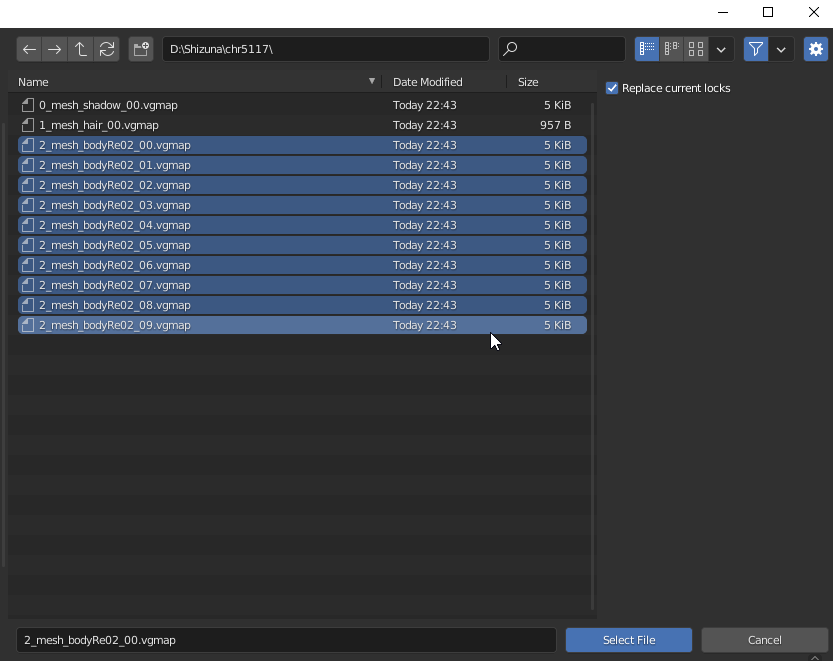 D:\Shizuna\chr5117\
Name Date Modified Size
Replace current locks
0_mesh_shadow_00.vgmap Today 22:43 5 KiB
1_mesh_hair_00.vgmap Today 22:43 957 B
2_mesh_bodyRe02_00.vgmap Today 22:43 5 KiB
2_mesh_bodyRe02_01.vgmap Today 22:43 5 KiB
2_mesh_bodyRe02_02.vgmap Today 22:43 5 KiB
2_mesh_bodyRe02_03.vgmap Today 22:43 5 KiB
2_mesh_bodyRe02_04.vgmap Today 22:43 5 KiB
2_mesh_bodyRe02_05.vgmap Today 22:43 5 KiB
2_mesh_bodyRe02_06.vgmap Today 22:43 5 KiB
2_mesh_bodyRe02_07.vgmap Today 22:43 5 KiB
2_mesh_bodyRe02_08.vgmap Today 22:43 5 KiB
2_mesh_bodyRe02_09.vgmap Today 22:43 5 KiB
2_mesh_bodyRe02_00.vgmap Select File Cancel